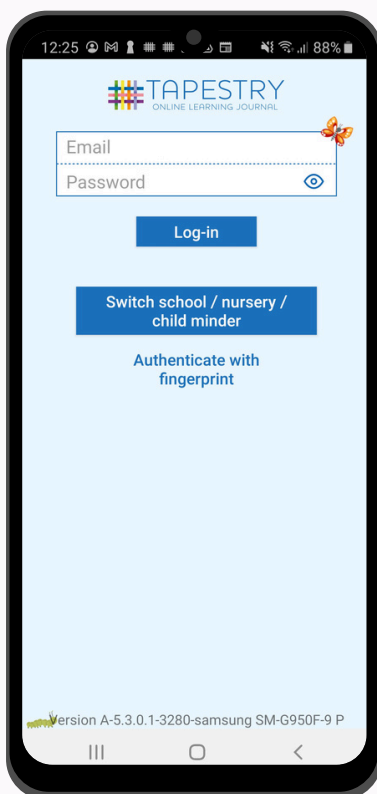 12:25 88%
TAPESTRY
ONLINE LEARNING JOURNAL
Email
Password
Log-in
Switch school / nursery /
child minder
Authenticate with
fingerprint
Version A-5.3.0.1-3280-samsung SM-G950F-9 P